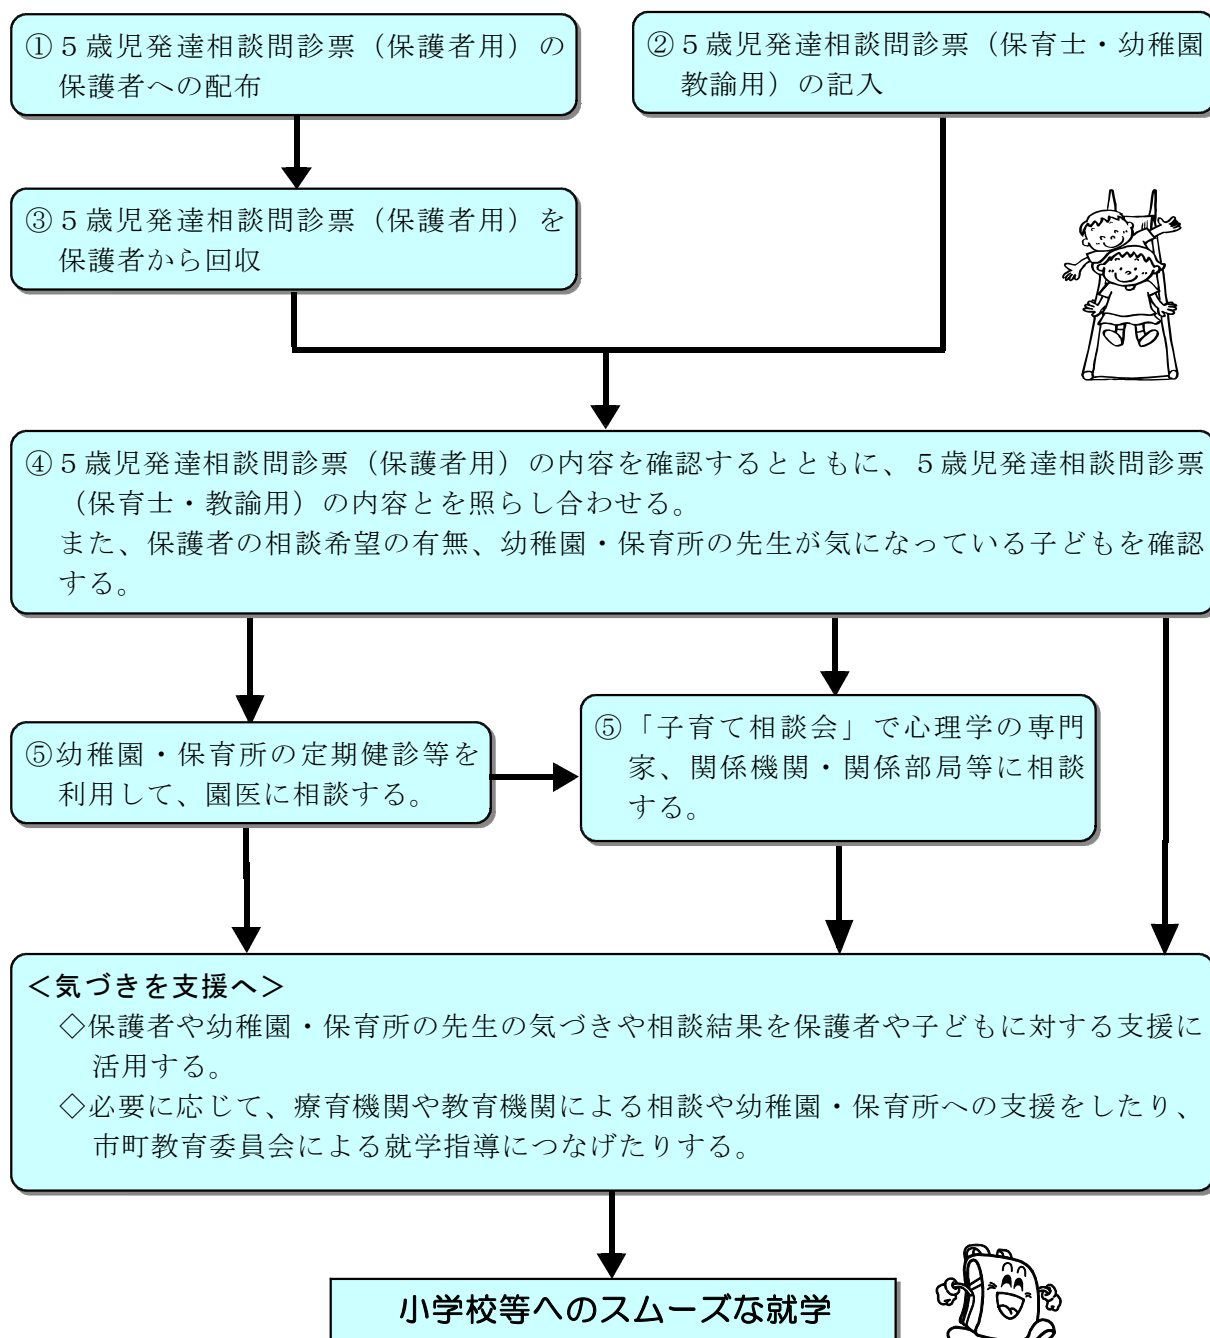 ①５歳児発達相談問診票（保護者用）の
保護者への配布
②５歳児発達相談問診票（保育士・幼稚園
教諭用）の記入
③５歳児発達相談問診票（保護者用）を
保護者から回収
④５歳児発達相談問診票（保護者用）の内容を確認するとともに、５歳児発達相談問診票
（保育士・教諭用）の内容とを照らし合わせる。
また、保護者の相談希望の有無、幼稚園・保育所の先生が気になっている子どもを確認
する。
⑤幼稚園・保育所の定期健診等を
利用して、園医に相談する。
⑤「子育て相談会」で心理学の専門
家、関係機関・関係部局等に相談
する。
＜気づきを支援へ＞
◇保護者や幼稚園・保育所の先生の気づきや相談結果を保護者や子どもに対する支援に
活用する。
◇必要に応じて、療育機関や教育機関による相談や幼稚園・保育所への支援をしたり、
市町教育委員会による就学指導につなげたりする。
小学校等へのスムーズな就学